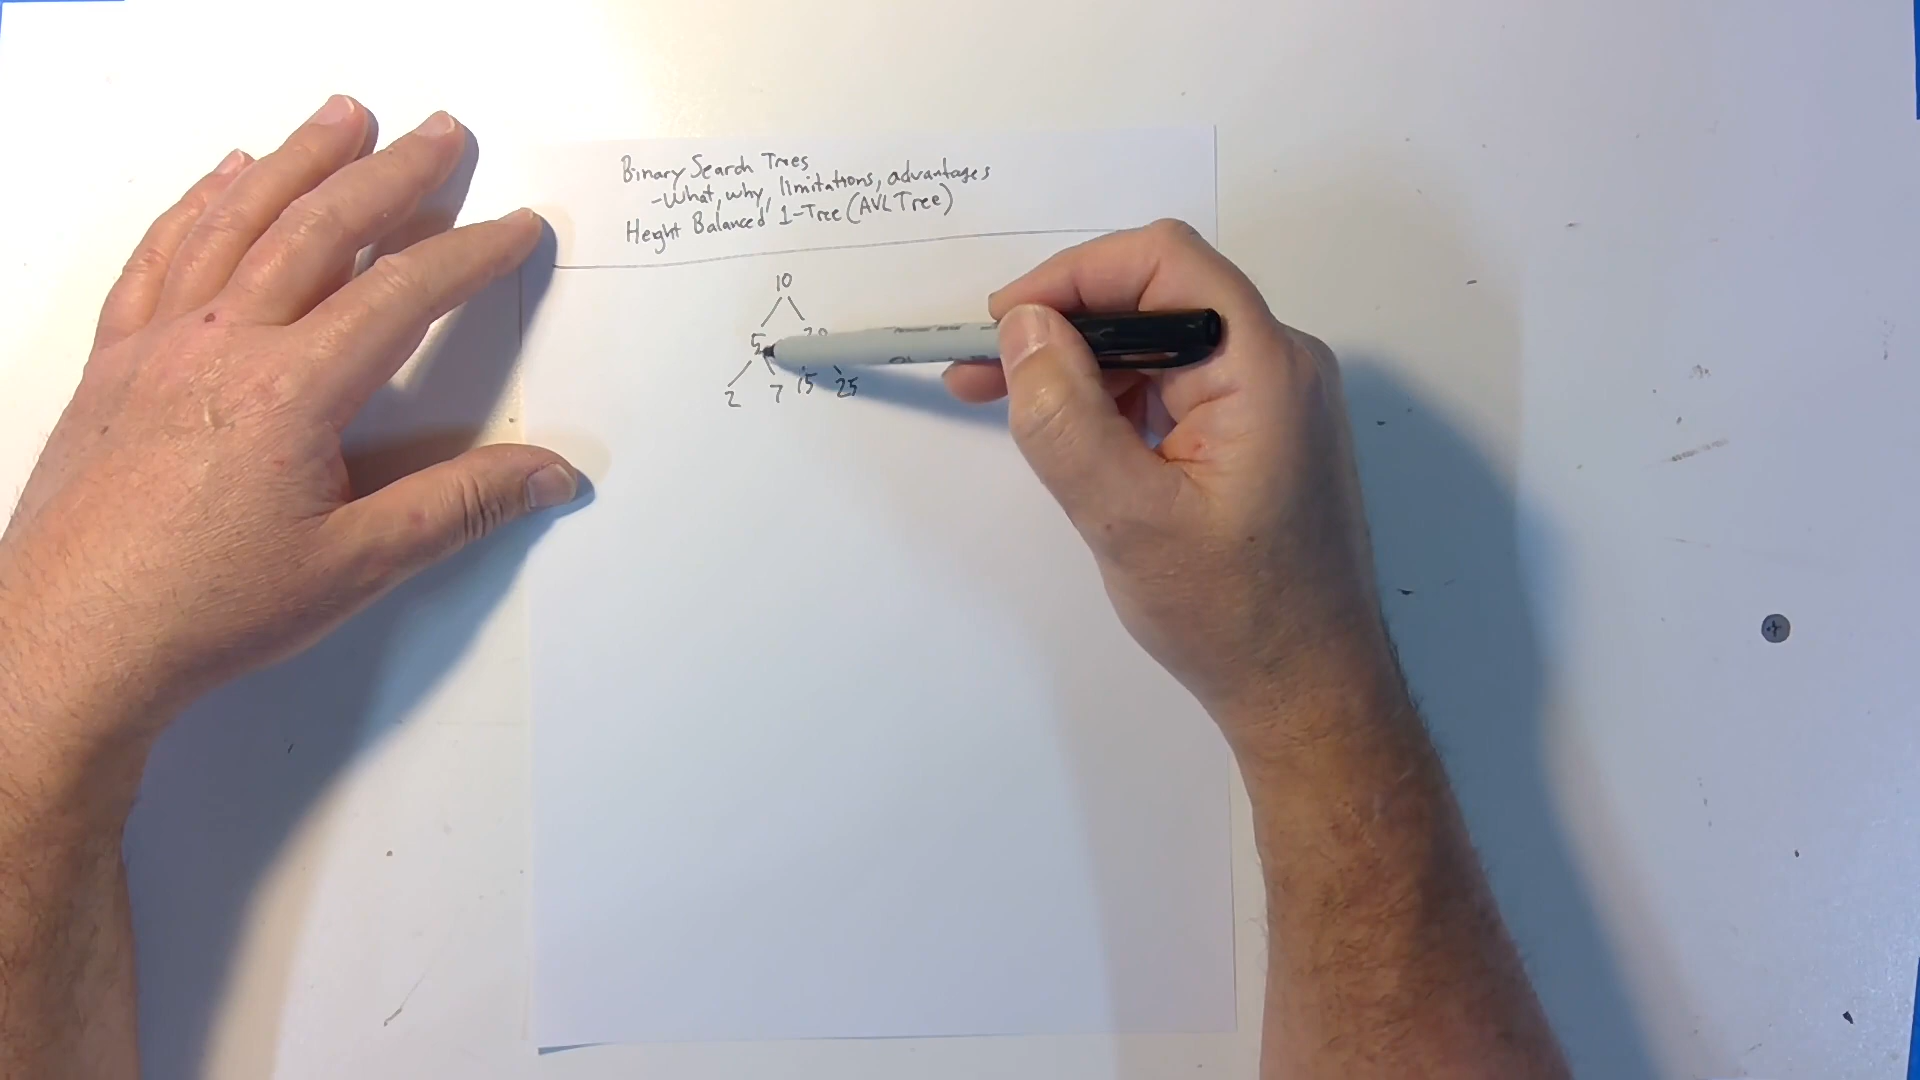 Binary Search Trees
-What, why, limitations, advantages
Height Balanced 1-Tree (AVL Tree)
10
5 20
2 7 15 25